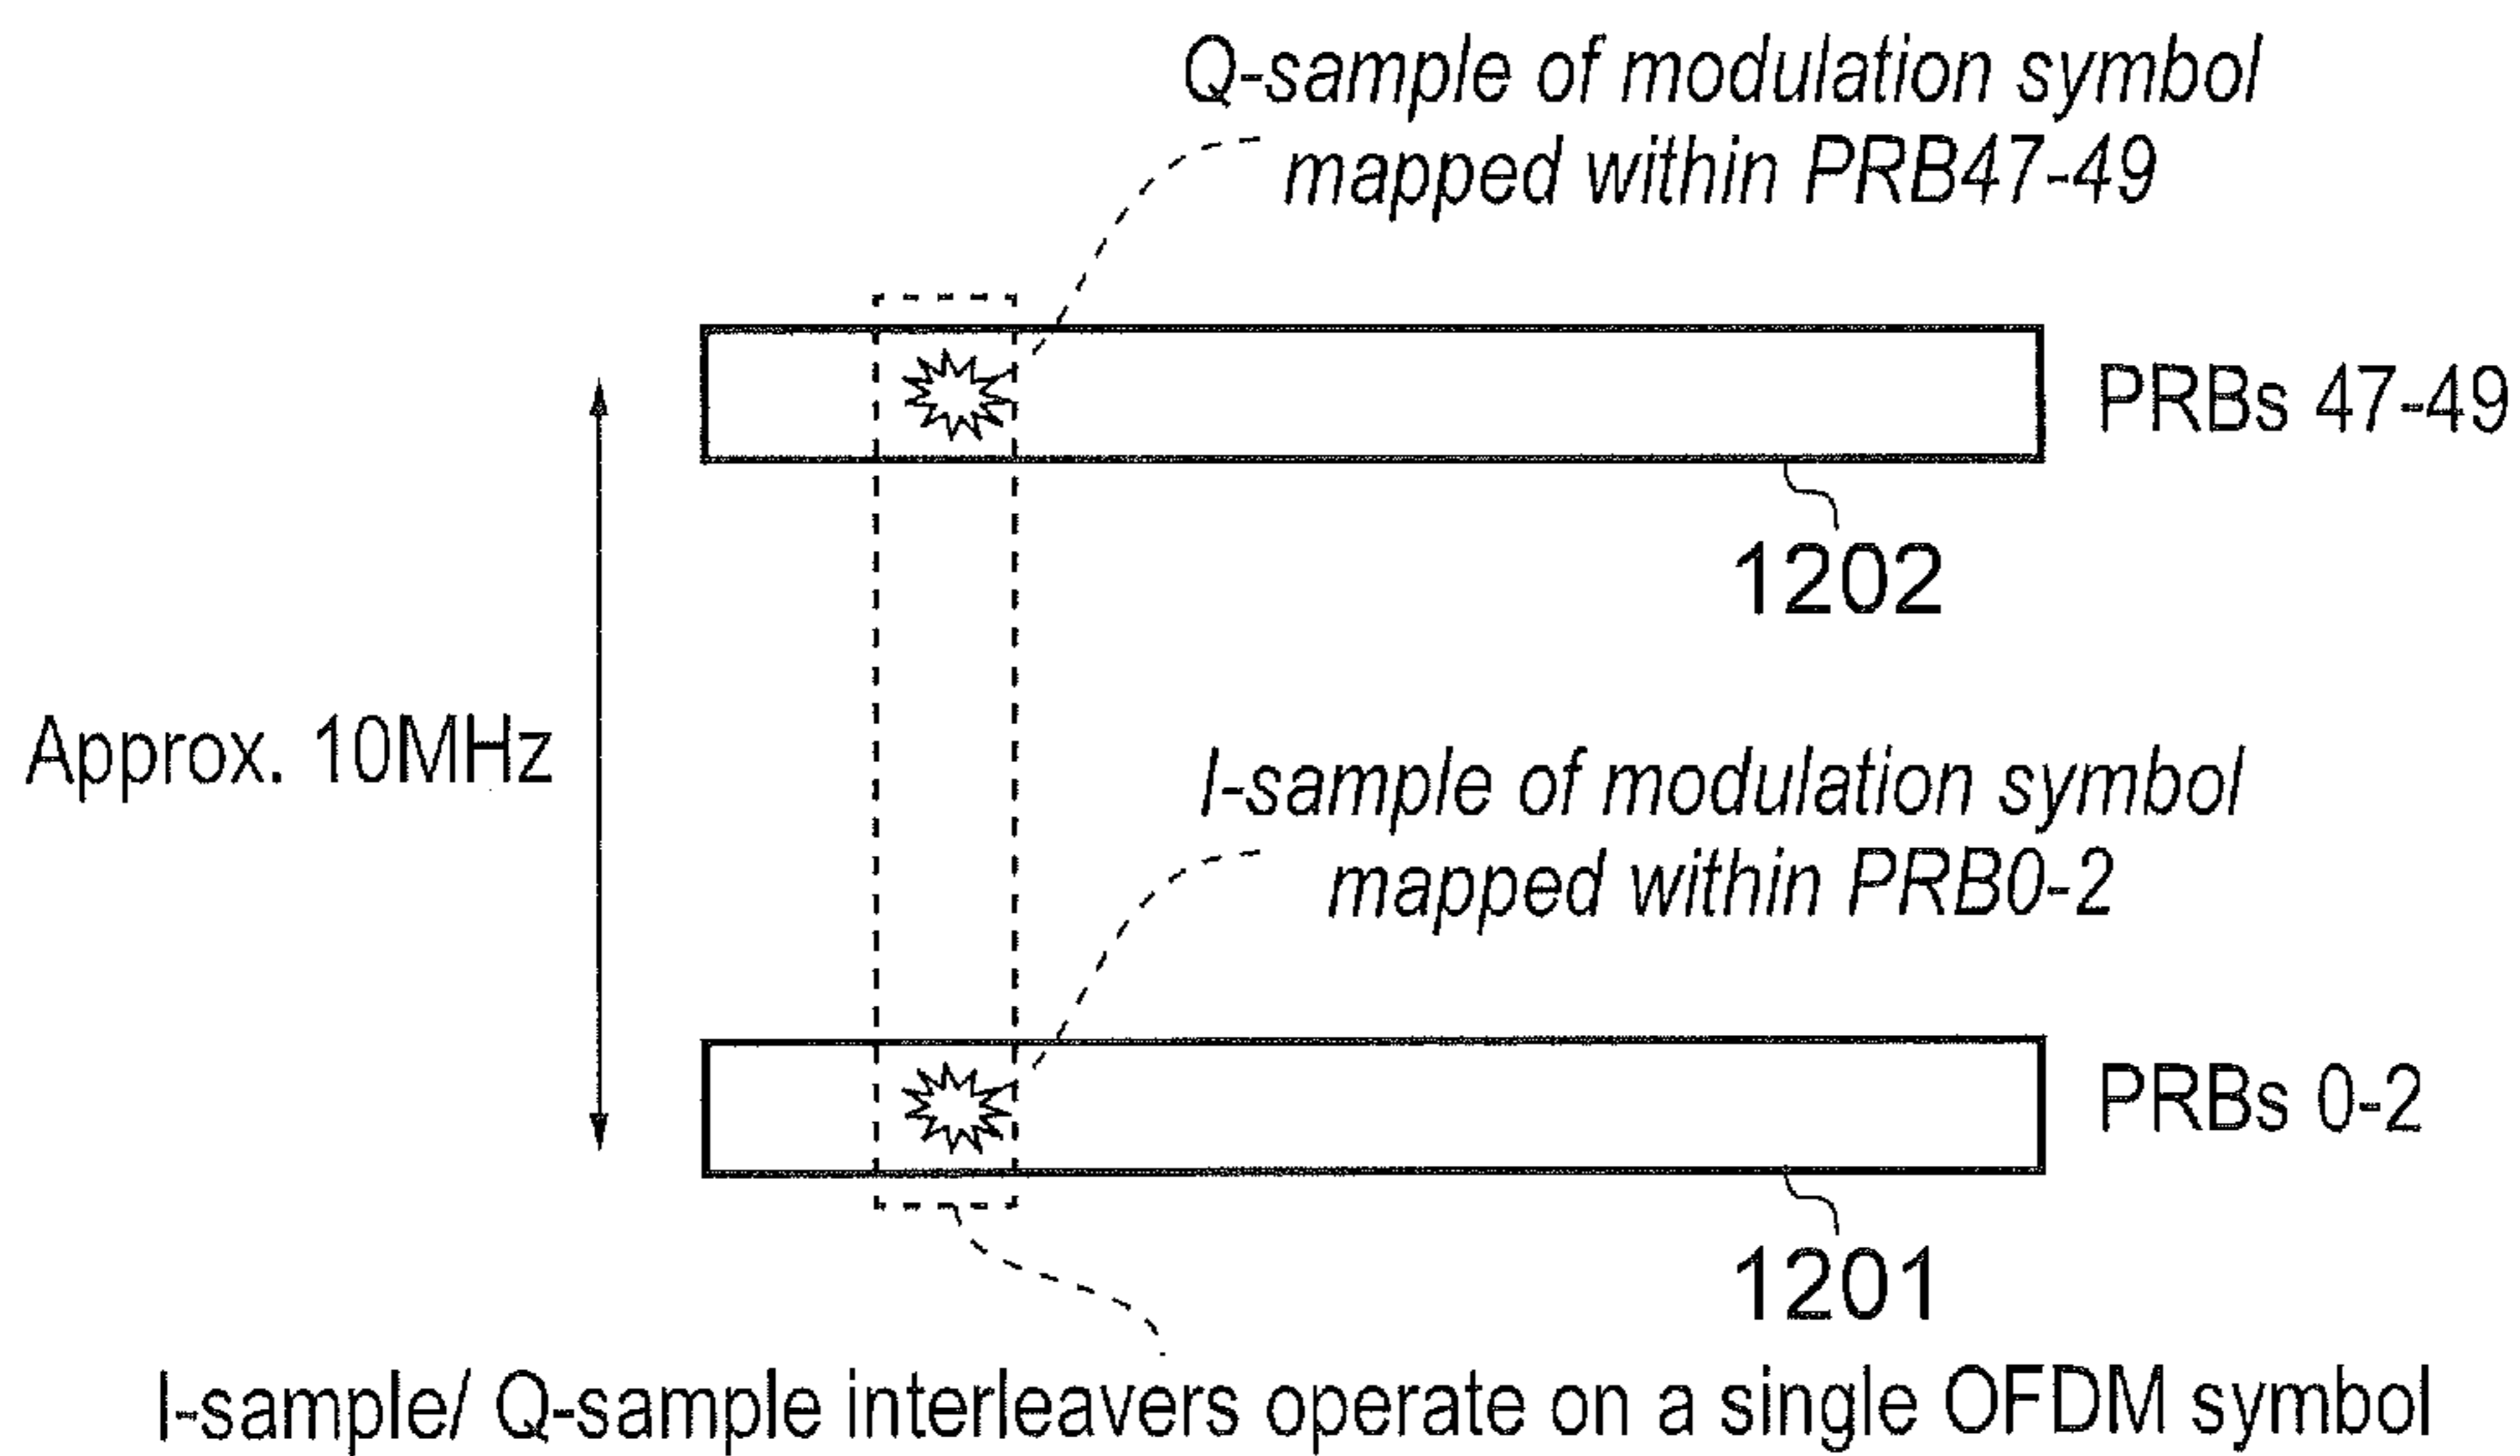 Q-sample of modulation symbol
mapped within PRB47-49
PRBs 47-49
1202
Approx. 10MHz
I-sample of modulation symbol
mapped within PRB0-2
PRBs 0-2
1201
I-sample/ Q-sample interleavers operate on a single OFDM symbol